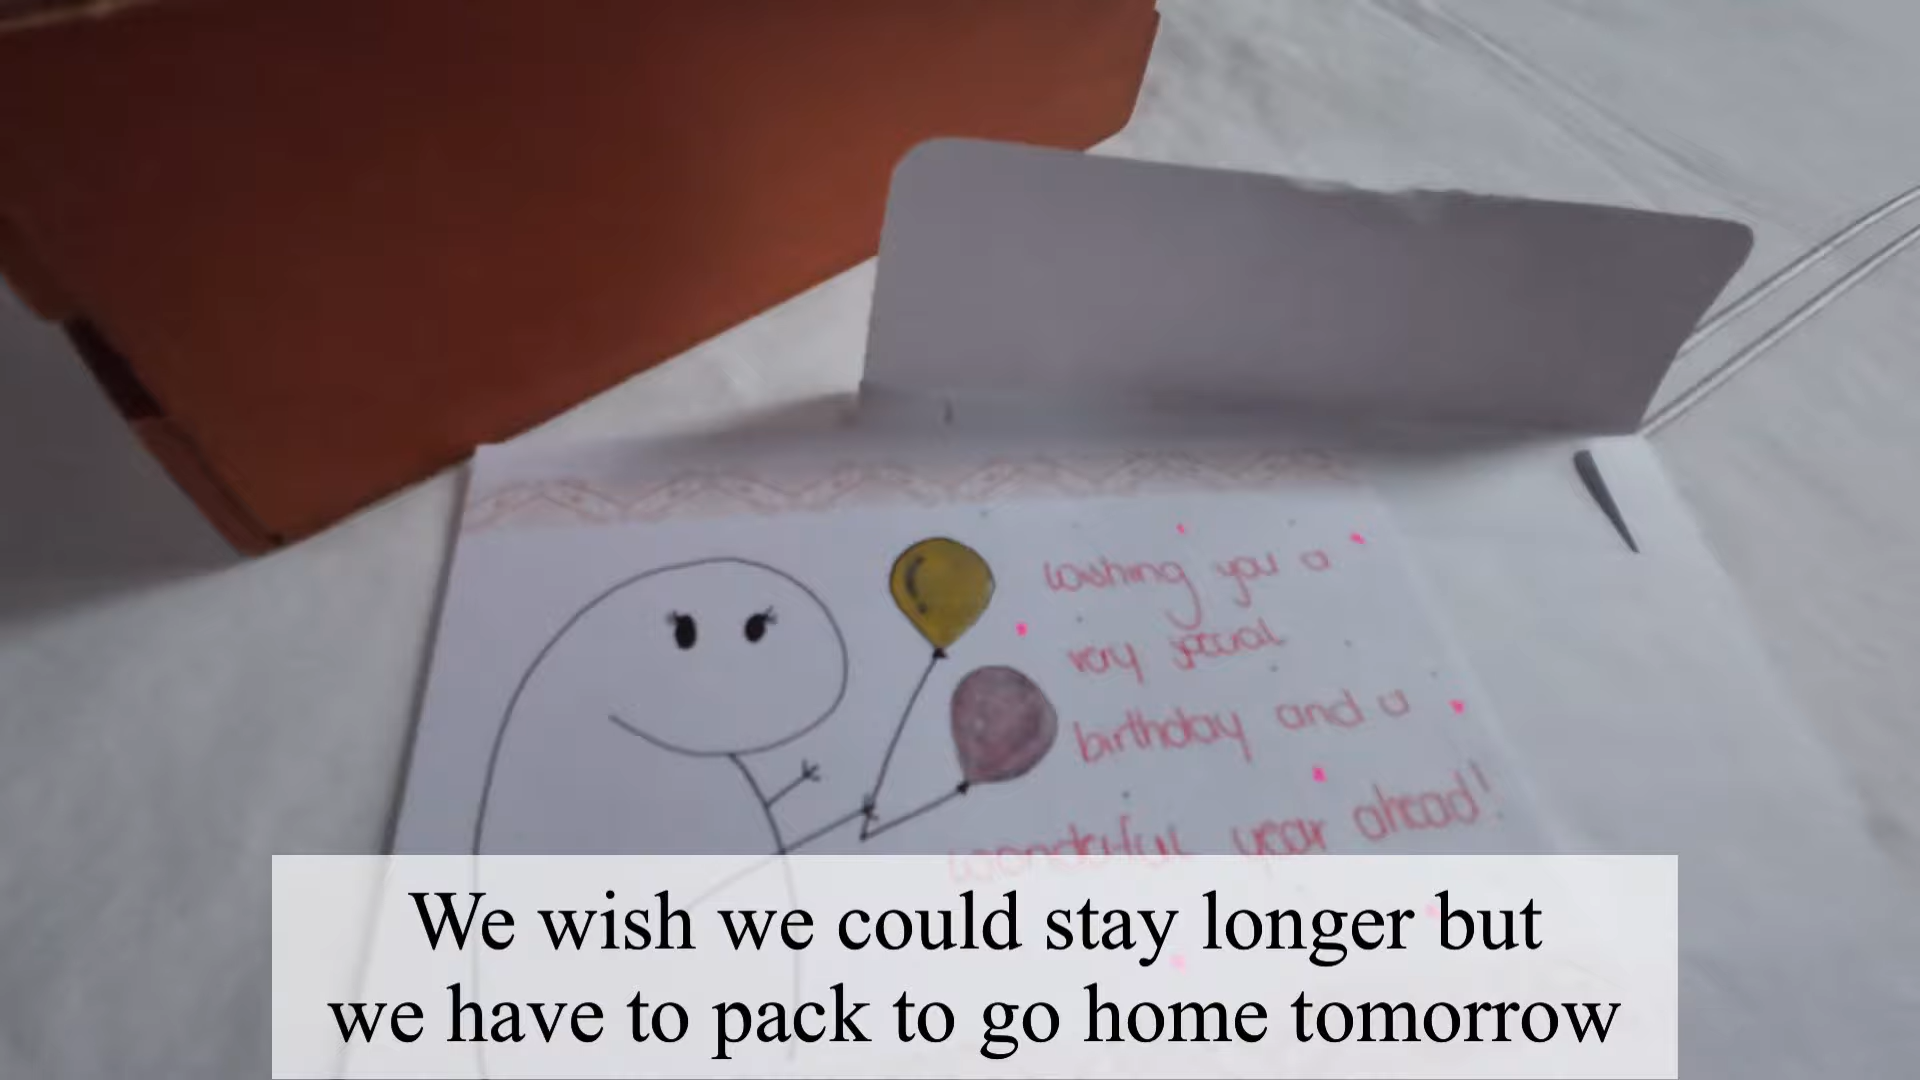 wishing you a
very special
birthday and a
wonderful year ahead!
We wish we could stay longer but
we have to pack to go home tomorrow